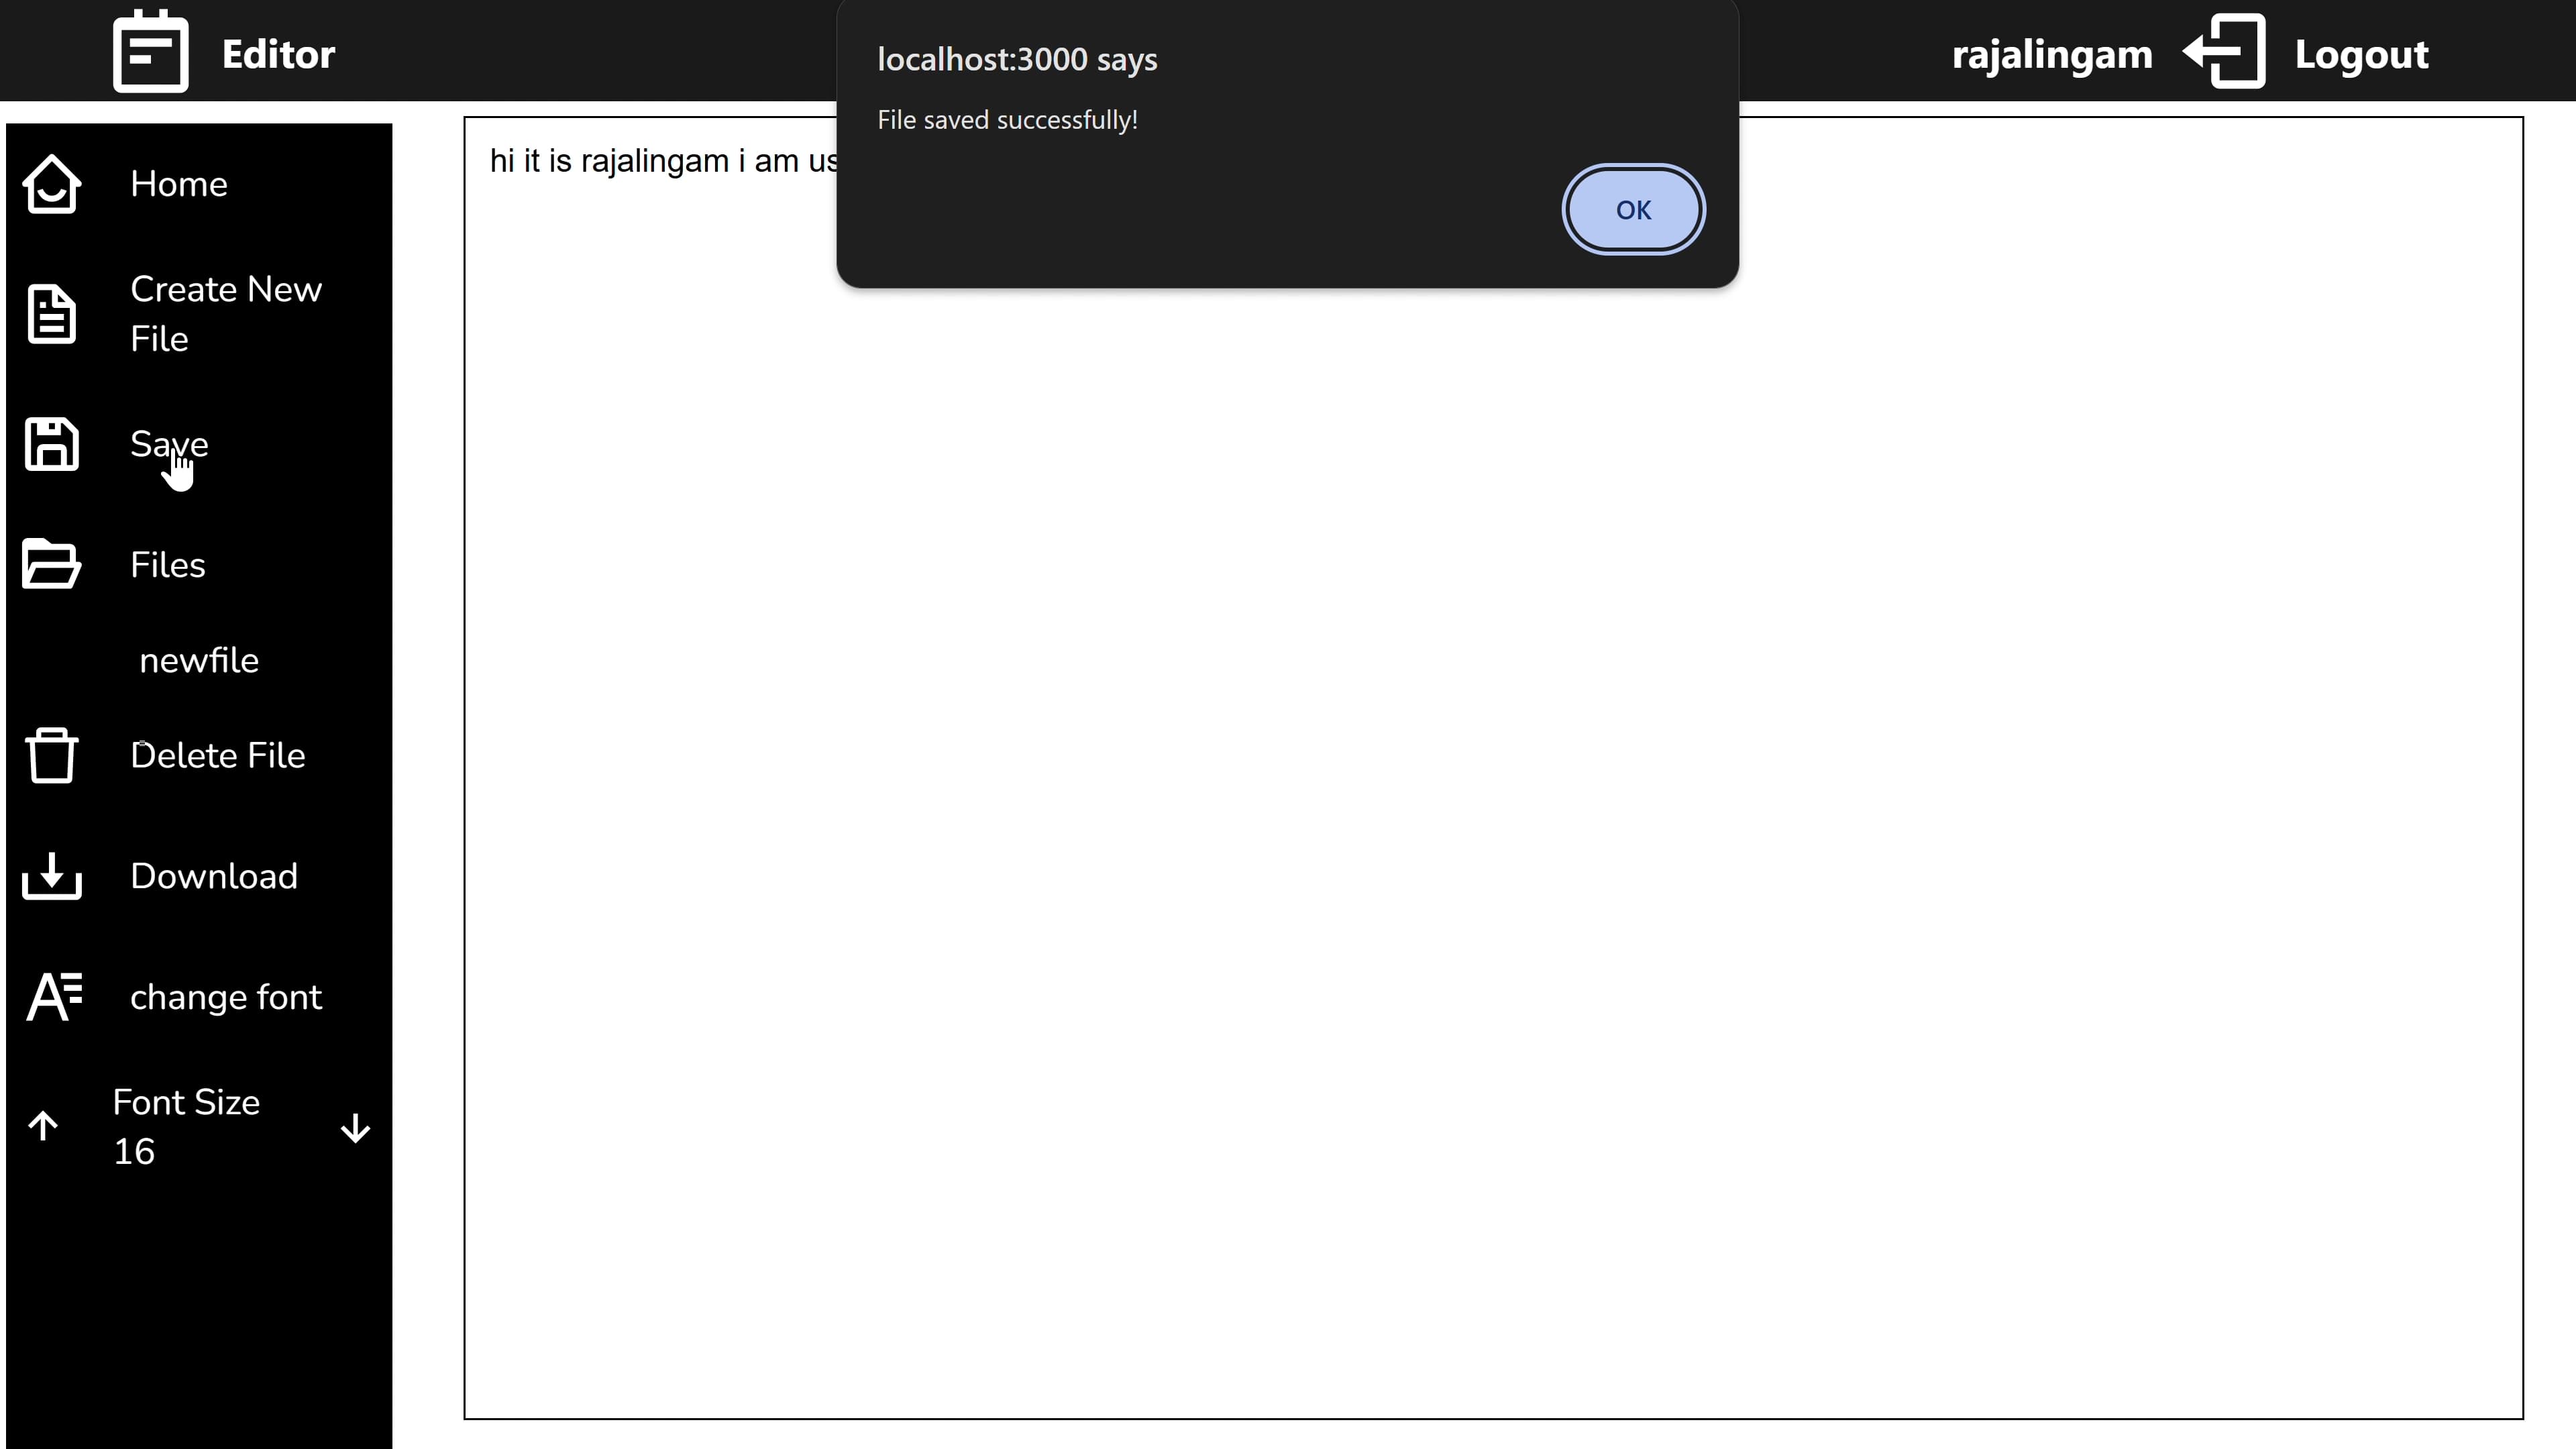 Editor
localhost:3000 says
File saved successfully!
OK
rajalingam
Logout
Home
Create New
File
Save
Files
newfile
Delete File
Download
change font
Font Size
16
hi it is rajalingam i am us